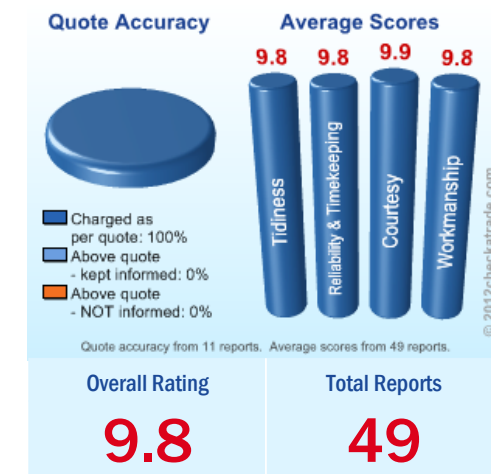 Quote Accuracy
Charged as
per quote: 100%
Above quote
- kept informed: 0%
Above quote
- NOT informed: 0%
Average Scores
9.8 9.8 9.9 9.8
Tidiness
Reliability & Timekeeping
Courtesy
Workmanship
© 2012checkatrade.com
Quote accuracy from 11 reports. Average scores from 49 reports.
Overall Rating
9.8
Total Reports
49